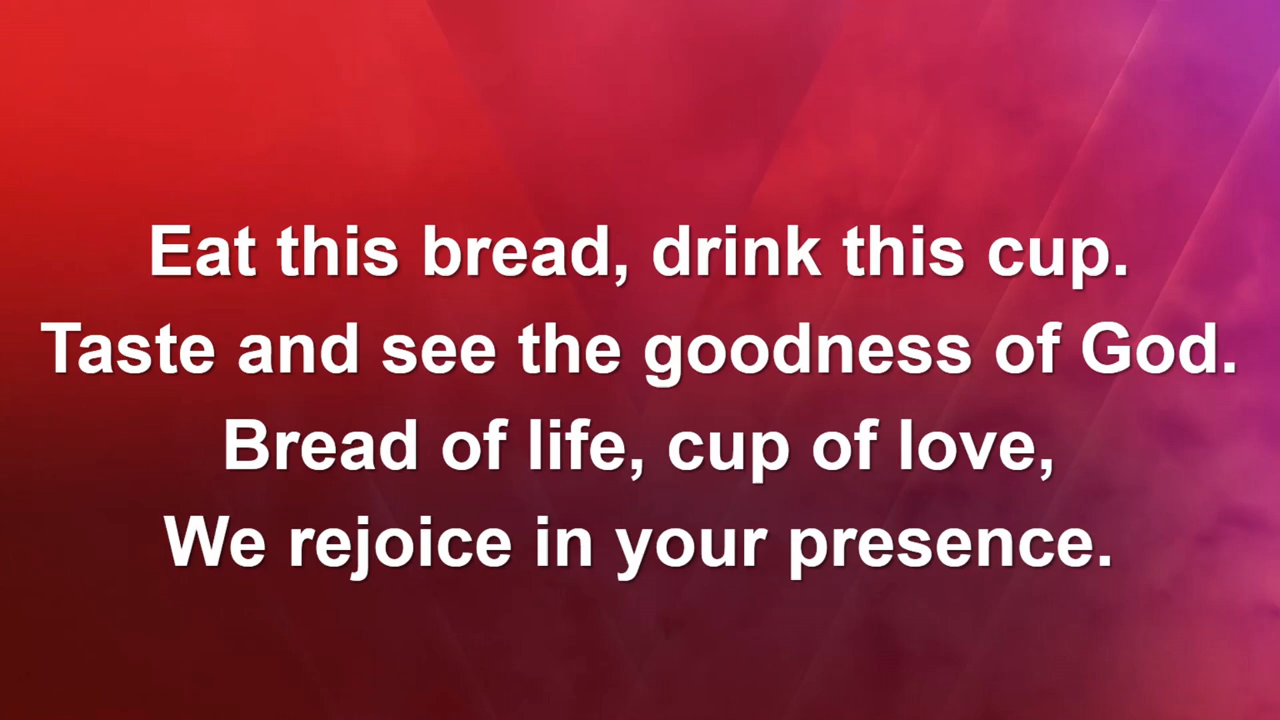 Eat this bread, drink this cup.
Taste and see the goodness of God.
Bread of life, cup of love,
We rejoice in your presence.